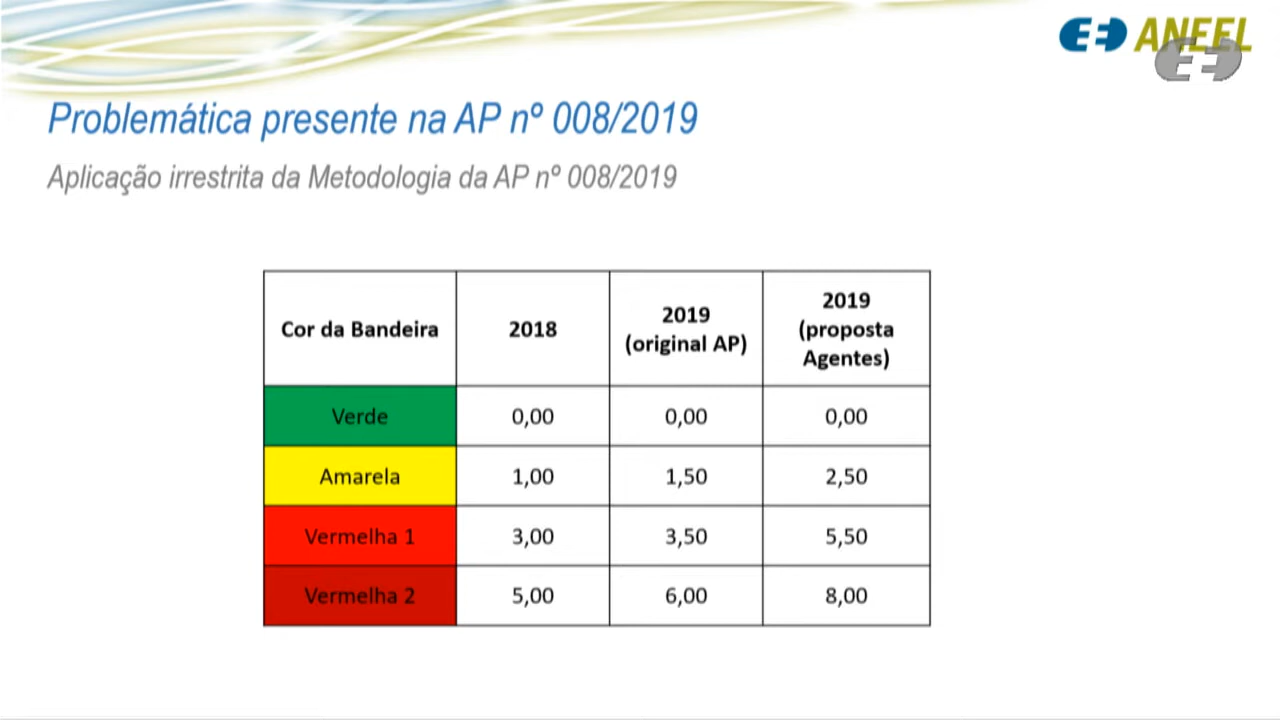 ANEEL
Problemática presente na AP nº 008/2019
Aplicação irrestrita da Metodologia da AP nº 008/2019
Cor da Bandeira 2018 2019 (original AP) 2019 (proposta Agentes)
Verde 0,00 0,00 0,00
Amarela 1,00 1,50 2,50
Vermelha 1 3,00 3,50 5,50
Vermelha 2 5,00 6,00 8,00